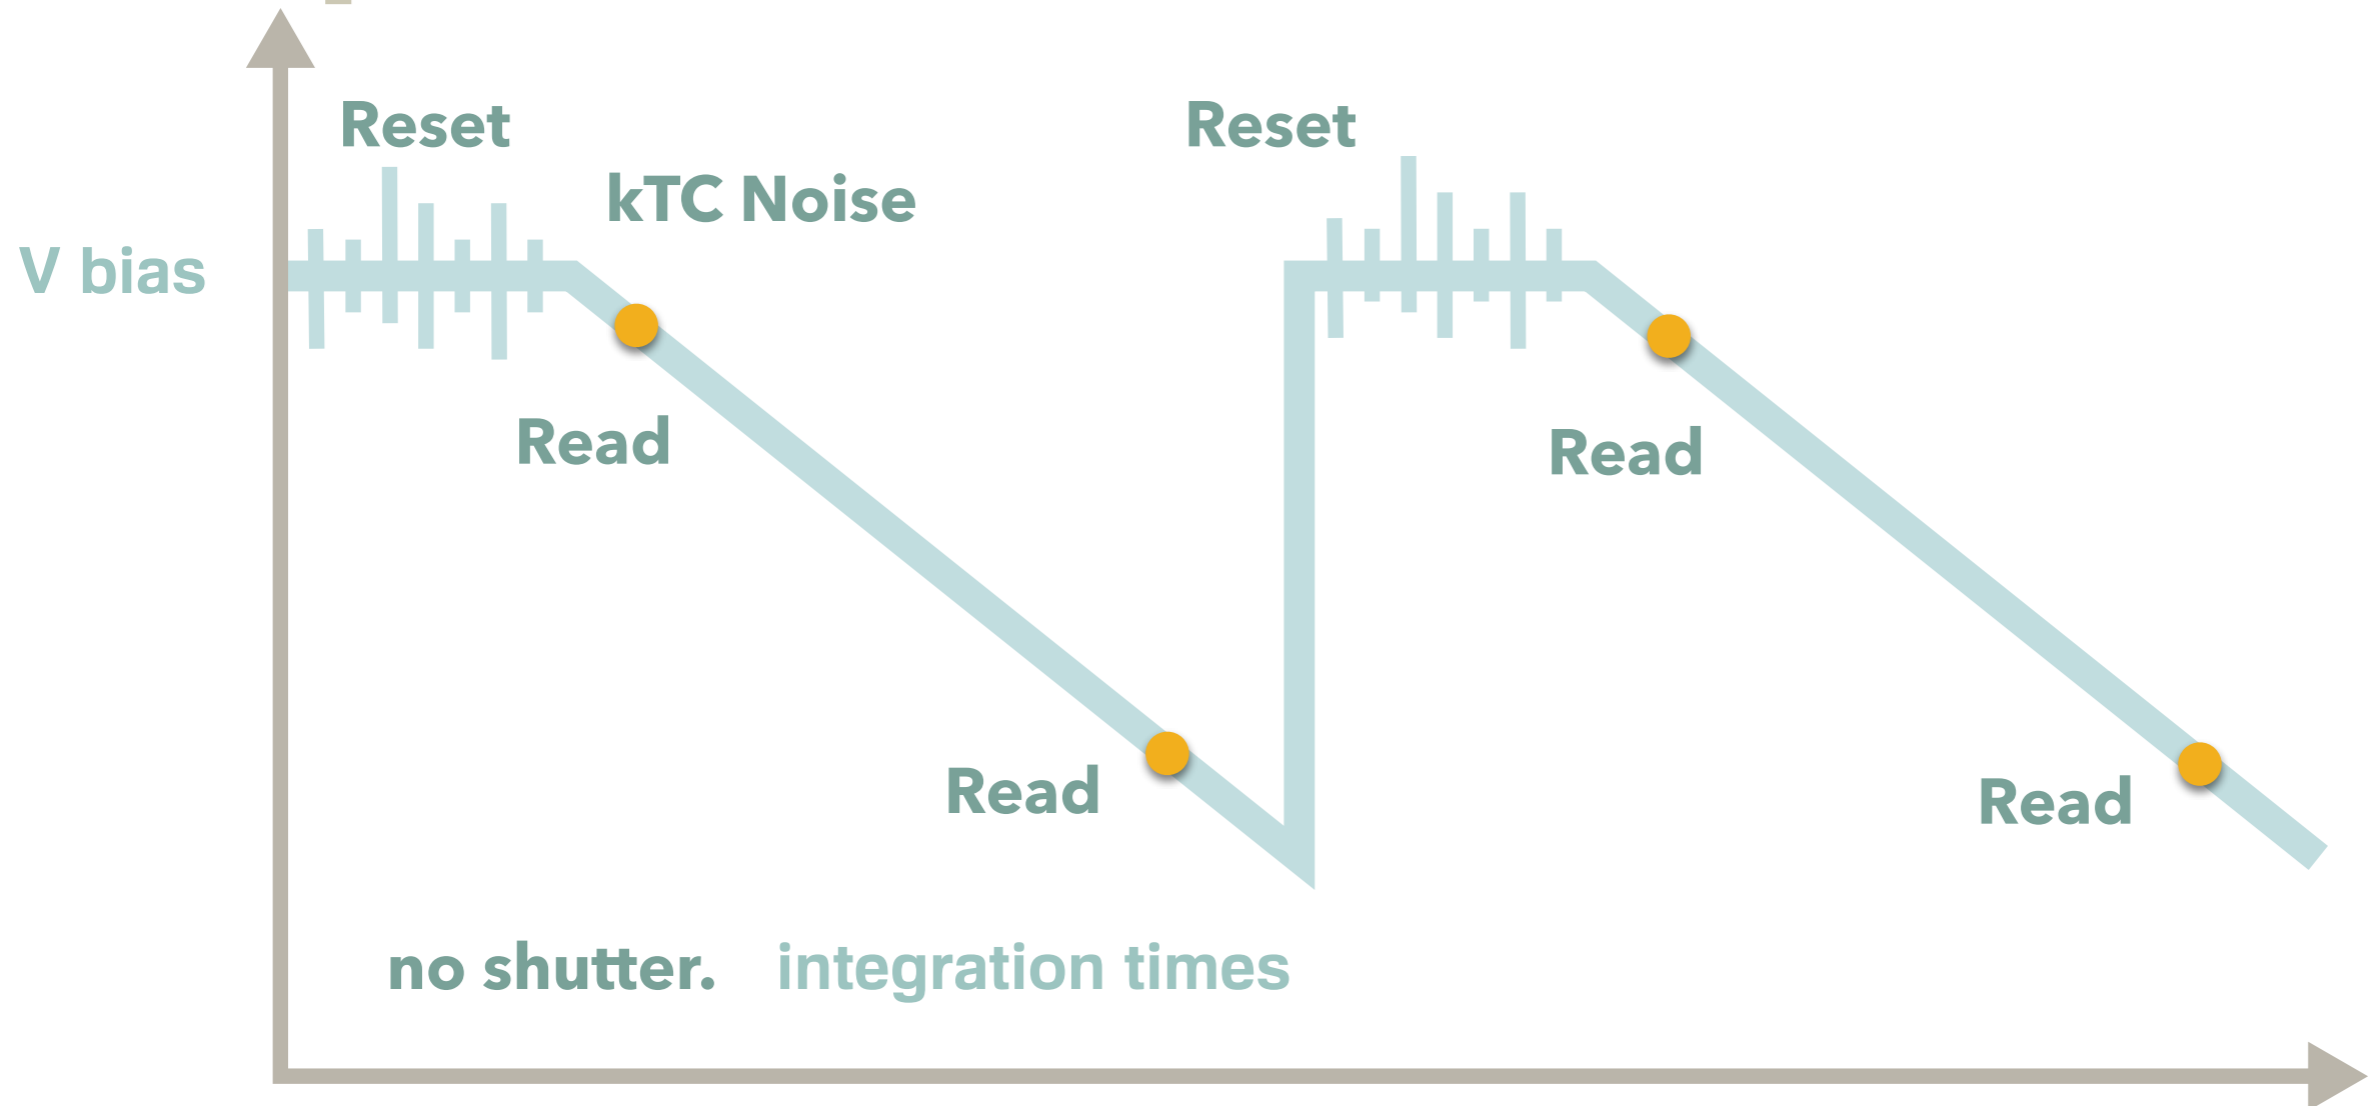 Reset
Reset
kTC Noise
V bias
Read
Read
Read
Read
no shutter. integration times